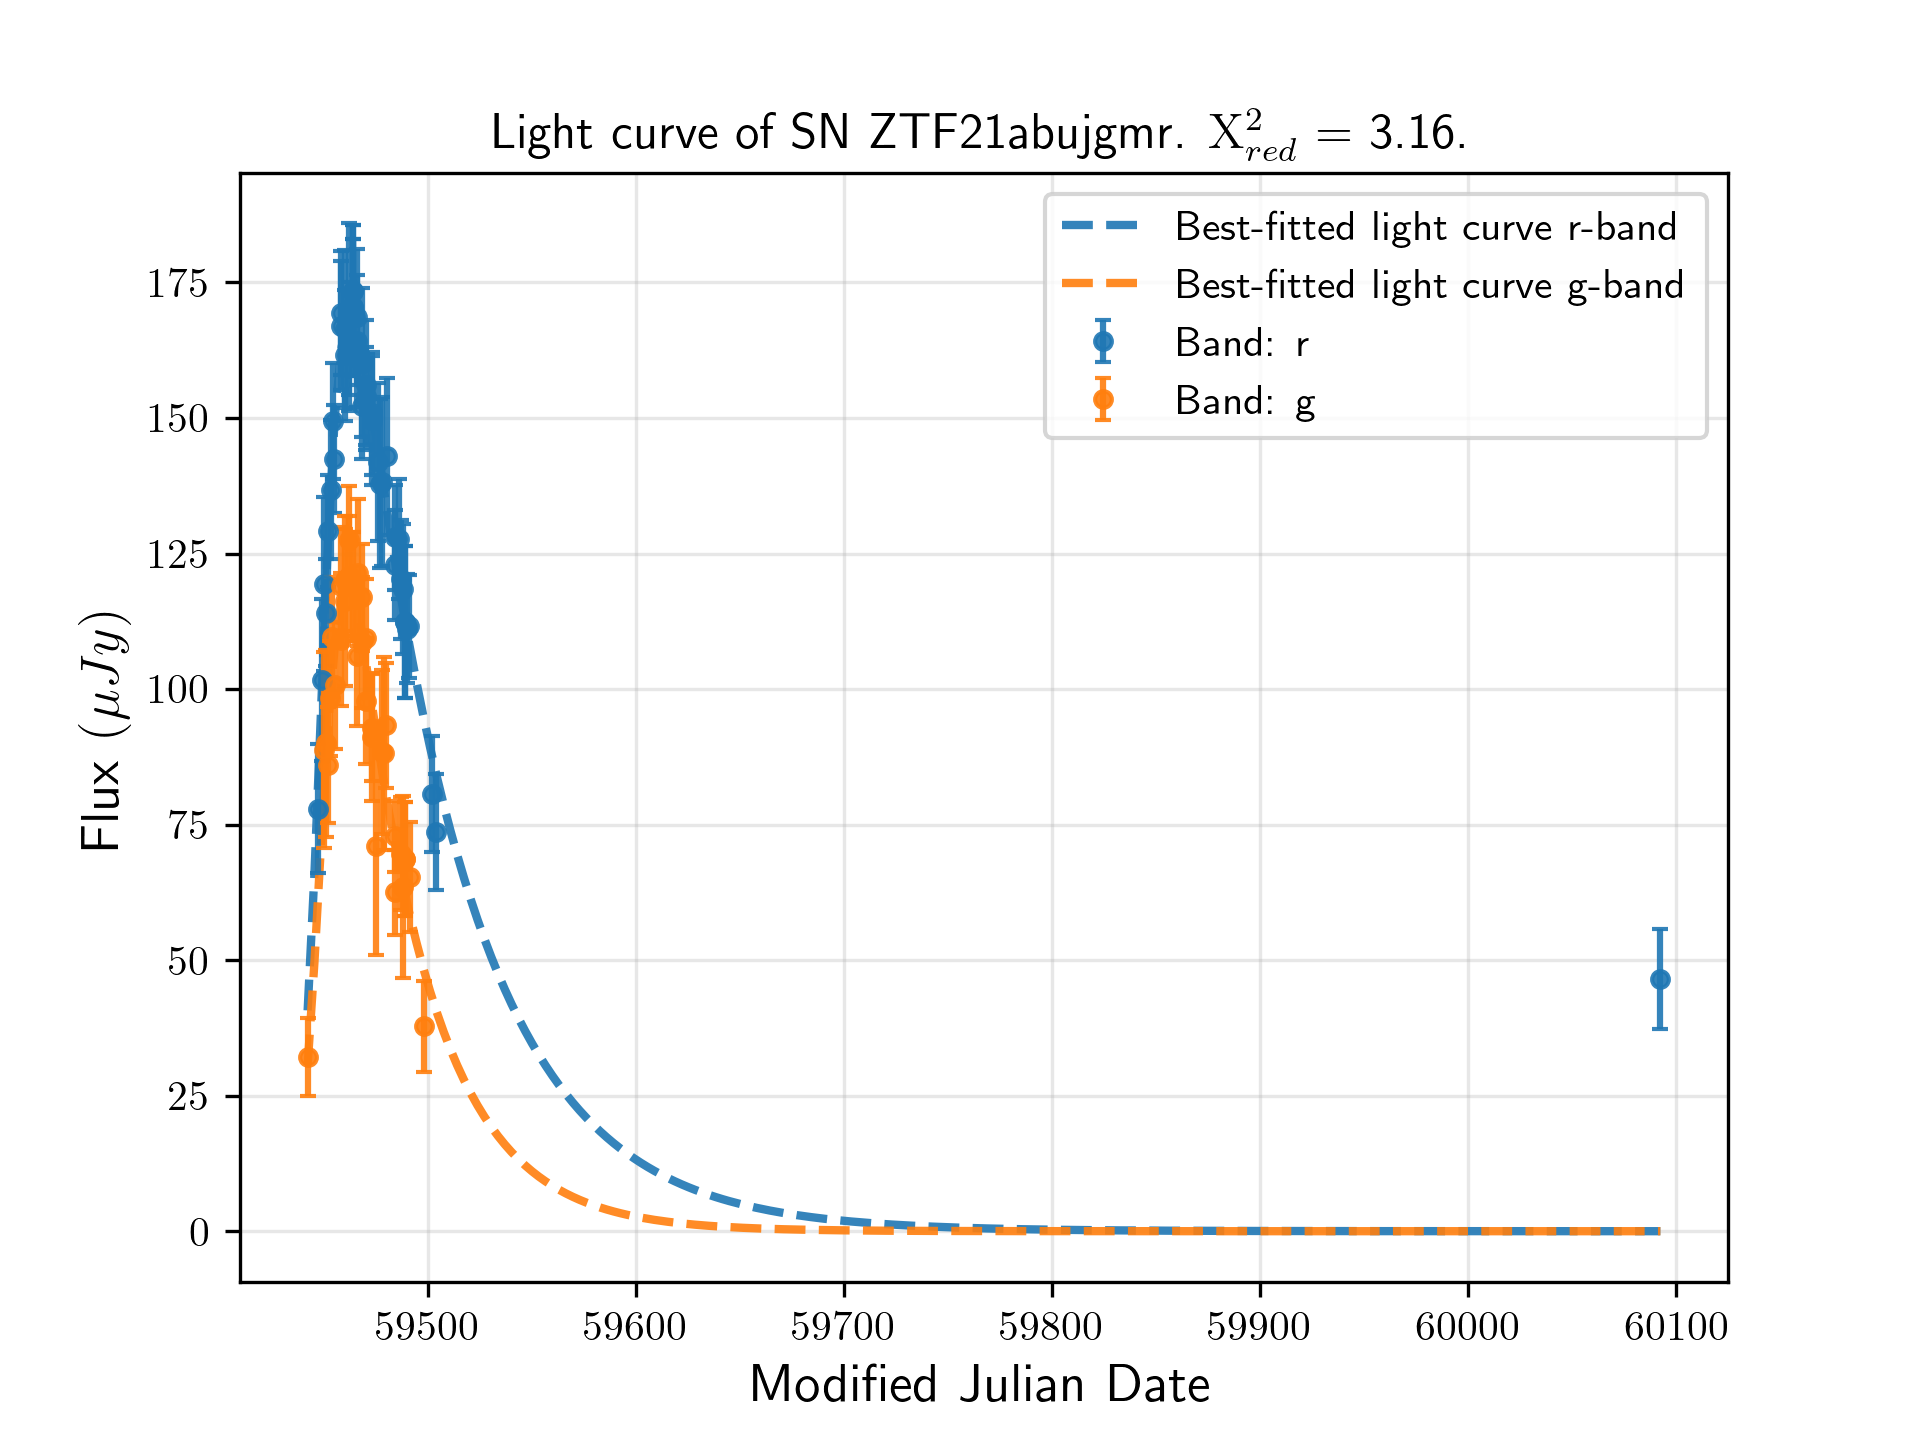 Light curve of SN ZTF21abujgmr. X²_red = 3.16.
Best-fitted light curve r-band
Best-fitted light curve g-band
Band: r
Band: g
Flux (μJy)
175
150
125
100
75
50
25
0
59500 59600 59700 59800 59900 60000 60100
Modified Julian Date